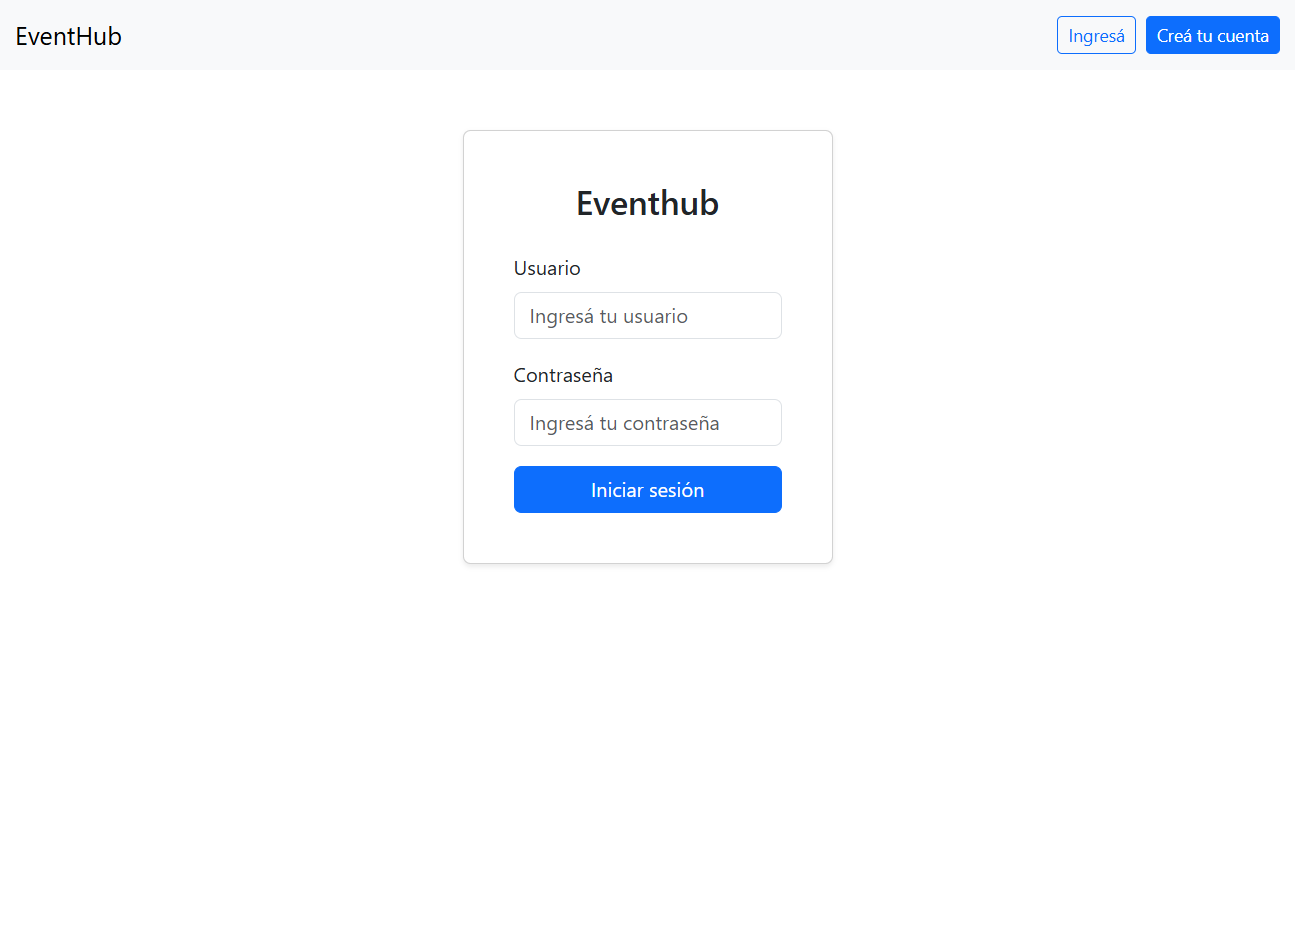 EventHub
Ingresá
Creá tu cuenta
Eventhub
Usuario
Ingresá tu usuario
Contraseña
Ingresá tu contraseña
Iniciar sesión